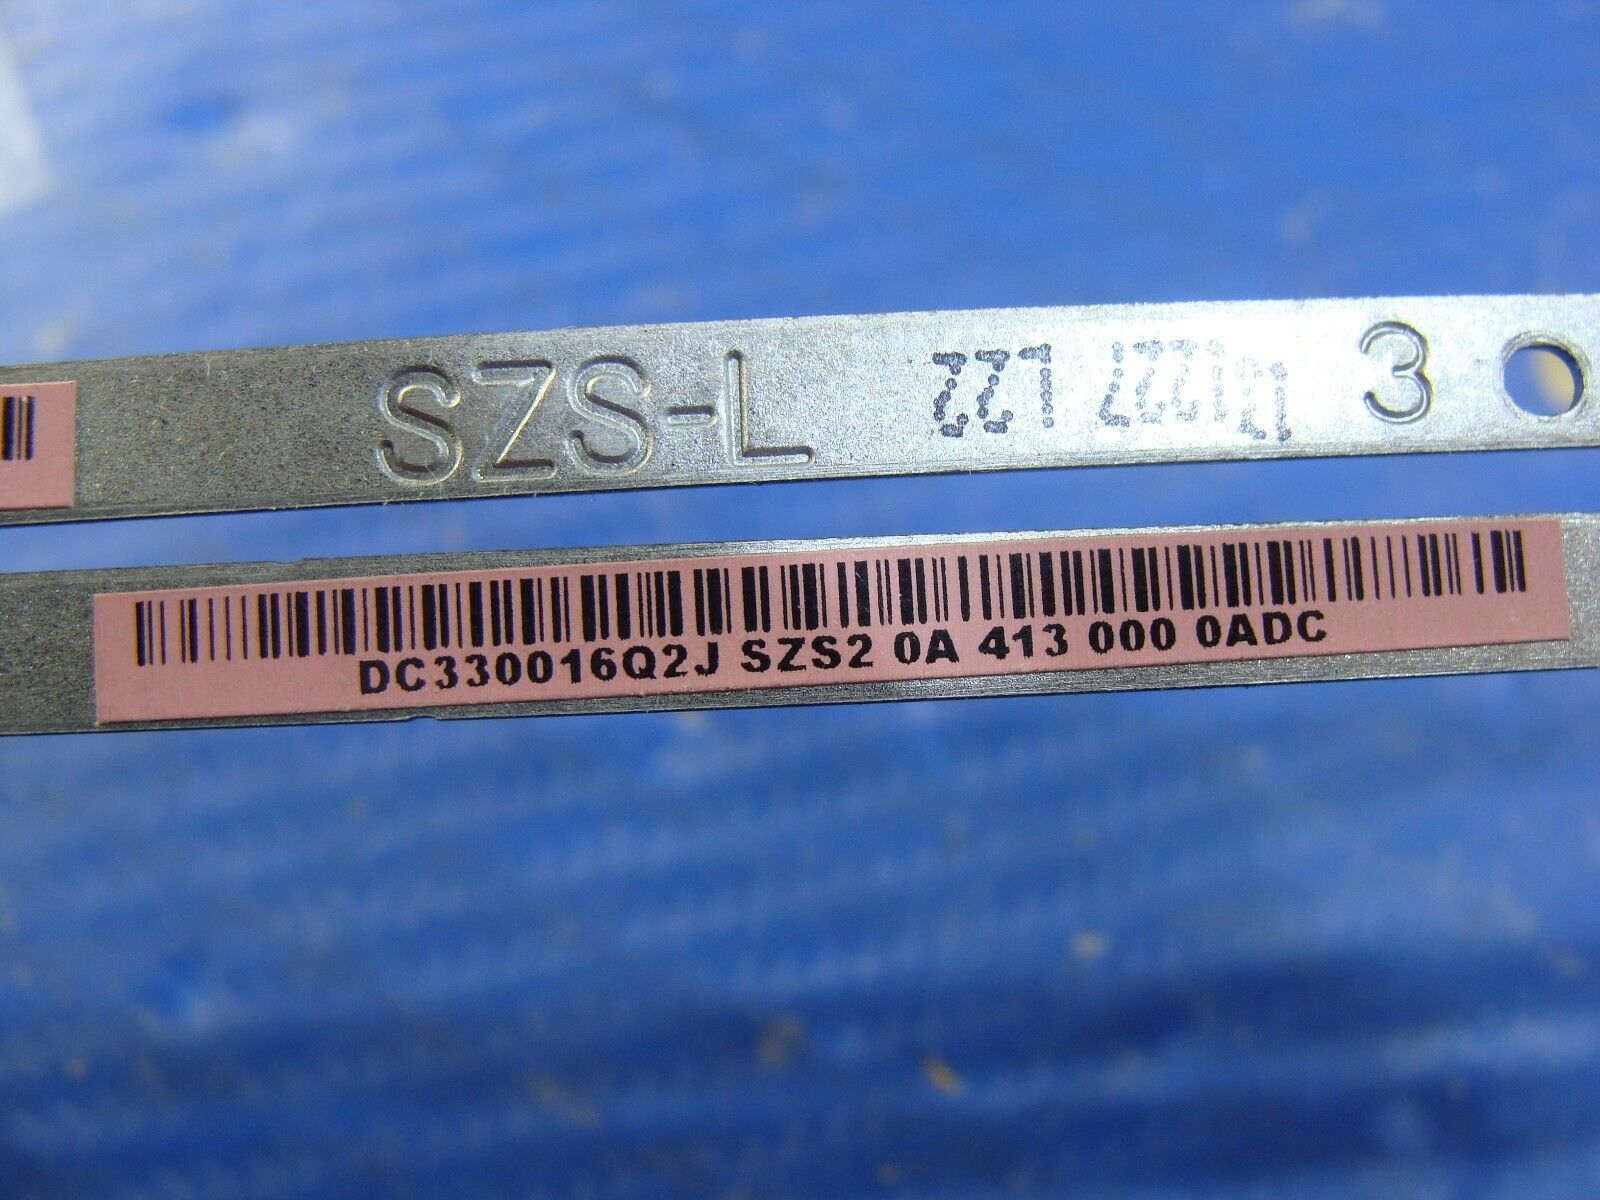 SZS-L 3
DC330016Q2J SZS2 0A 413 000 0ADC